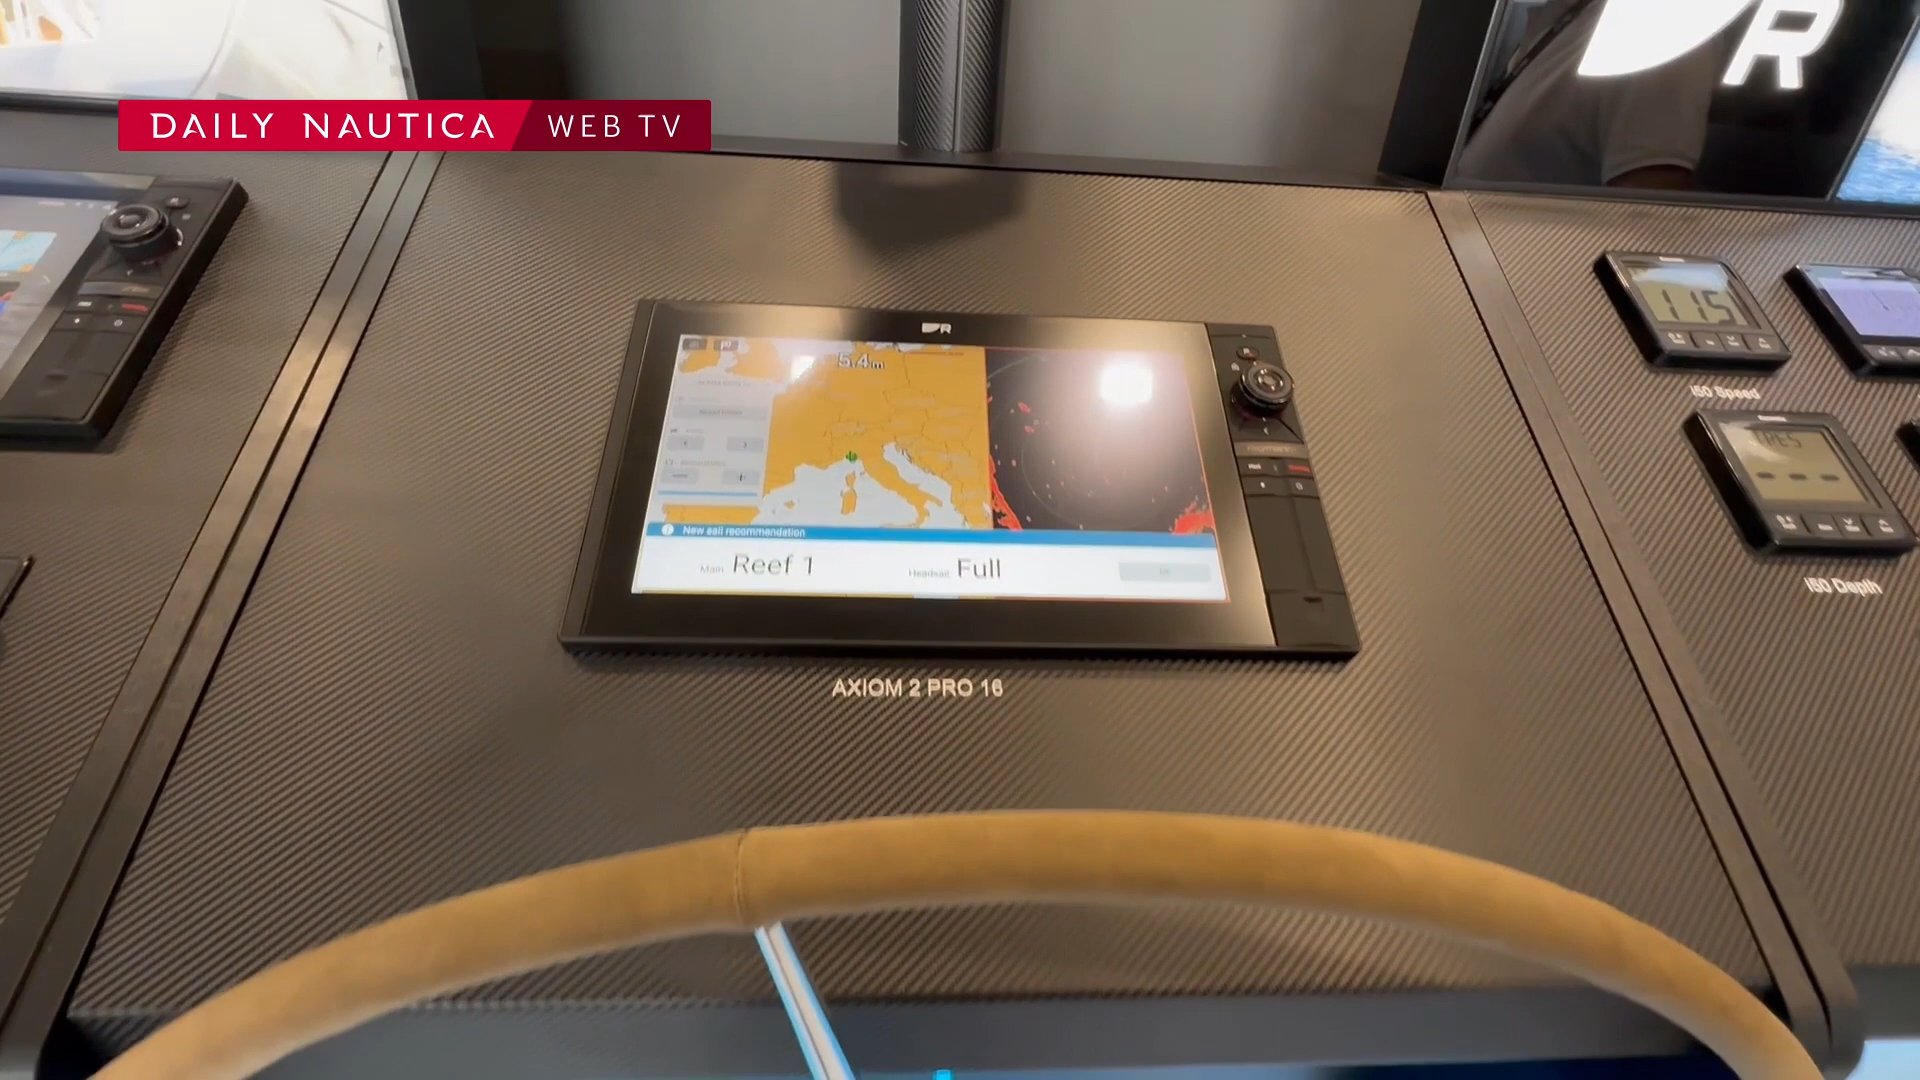 DAILY NAUTICA WEB TV
R
R
5.4m
115
i50 Speed
New sail recommendation
Main Reef 1 Headsail Full
i50 Depth
AXIOM 2 PRO 16